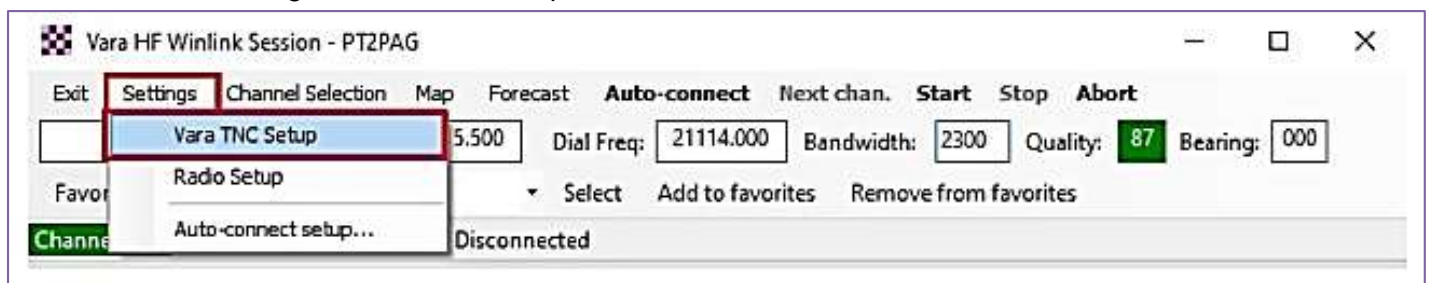 Vara HF Winlink Session - PT2PAG
Exit Settings Channel Selection Map Forecast Auto-connect Next chan. Start Stop Abort
Vara TNC Setup 5.500 Dial Freq: 21114.000 Bandwidth: 2300 Quality: 87 Bearing: 000
Radio Setup
Favor Select Add to favorites Remove from favorites
Auto-connect setup...
Channe Disconnected